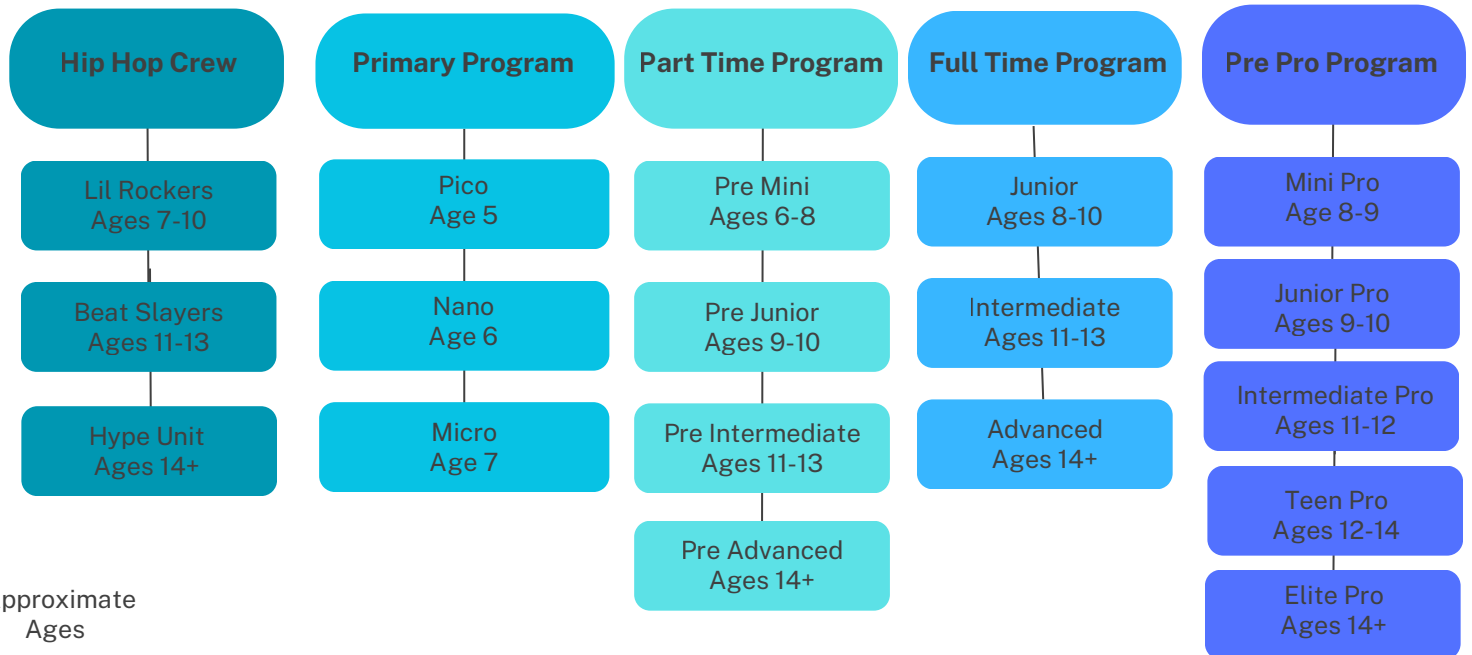 Hip Hop Crew
Lil Rockers
Ages 7-10
Beat Slayers
Ages 11-13
Hype Unit
Ages 14+
Primary Program
Pico
Age 5
Nano
Age 6
Micro
Age 7
Part Time Program
Pre Mini
Ages 6-8
Pre Junior
Ages 9-10
Pre Intermediate
Ages 11-13
Pre Advanced
Ages 14+
Full Time Program
Junior
Ages 8-10
Intermediate
Ages 11-13
Advanced
Ages 14+
Pre Pro Program
Mini Pro
Age 8-9
Junior Pro
Ages 9-10
Intermediate Pro
Ages 11-12
Teen Pro
Ages 12-14
Elite Pro
Ages 14+
pproximate
Ages